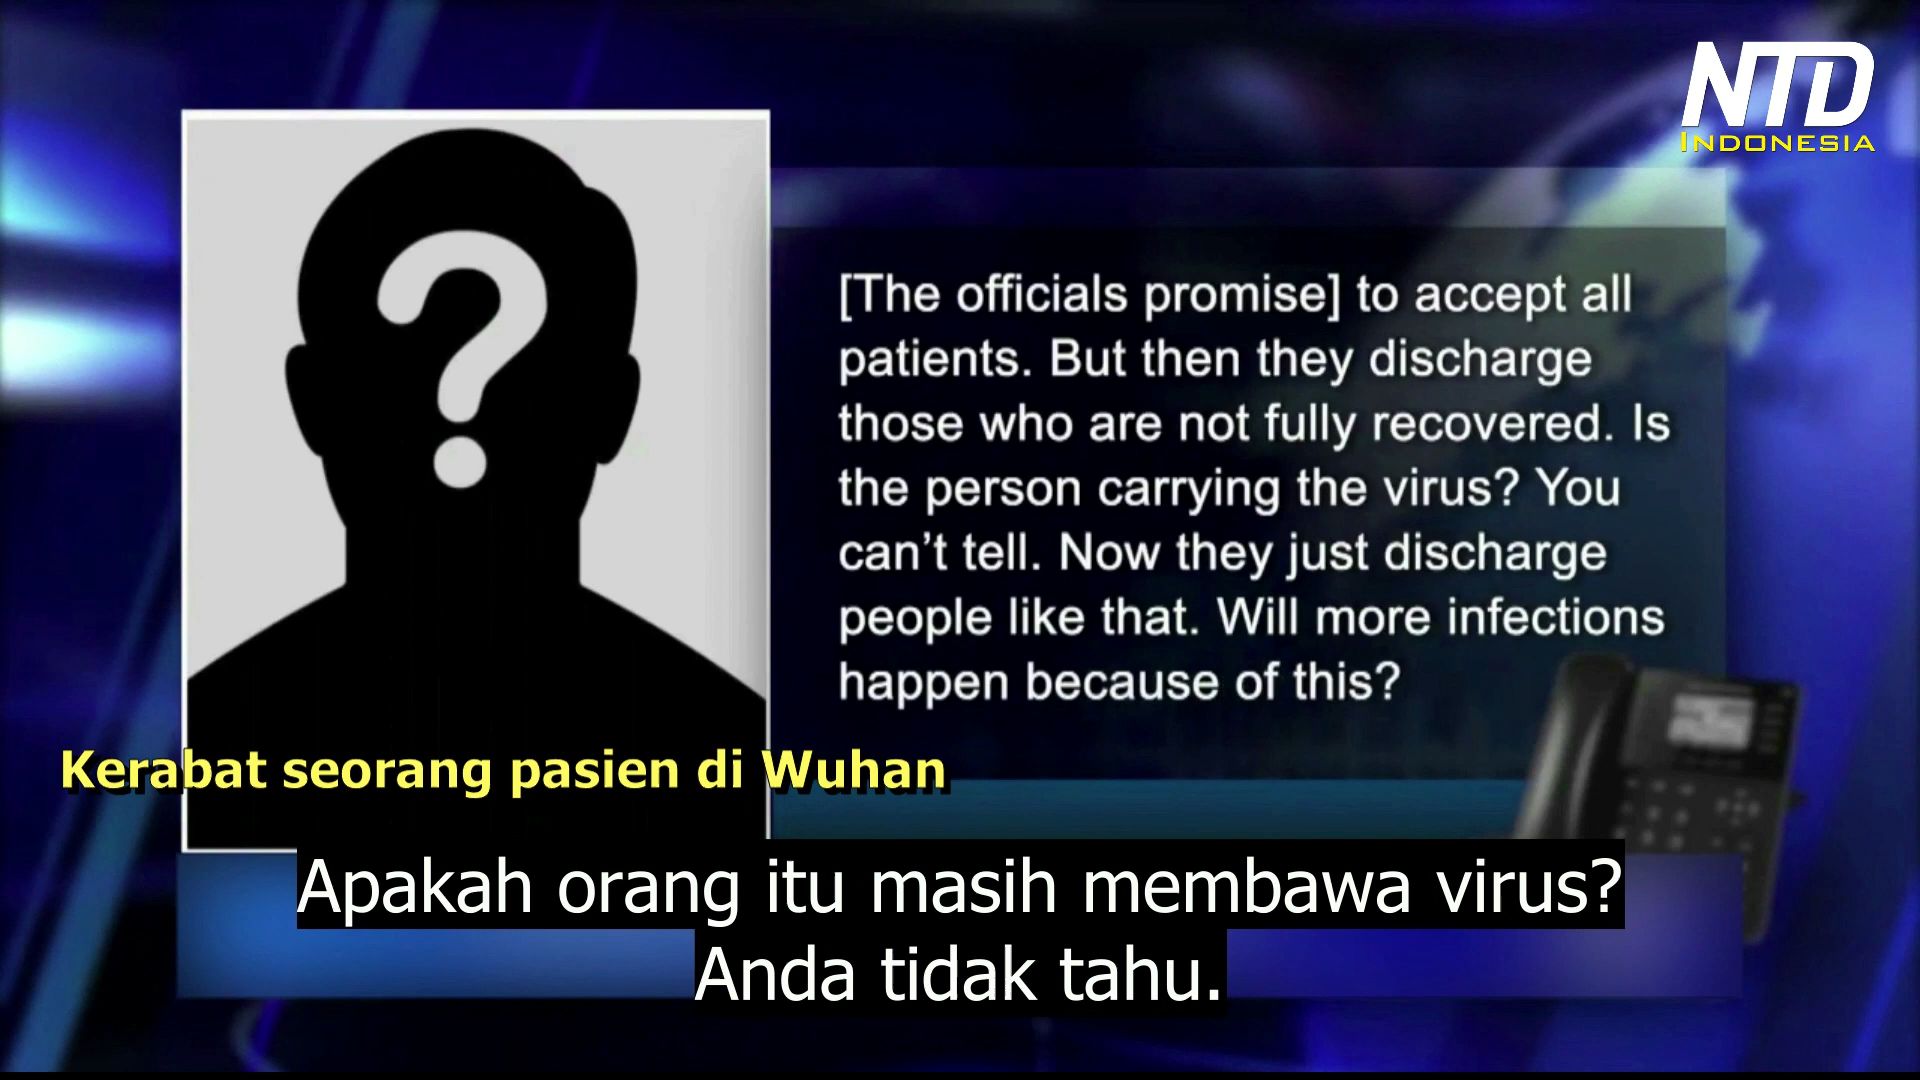 NTD
INDONESIA
[The officials promise] to accept all
patients. But then they discharge
those who are not fully recovered. Is
the person carrying the virus? You
can't tell. Now they just discharge
people like that. Will more infections
happen because of this?
Kerabat seorang pasien di Wuhan
Apakah orang itu masih membawa virus?
Anda tidak tahu.